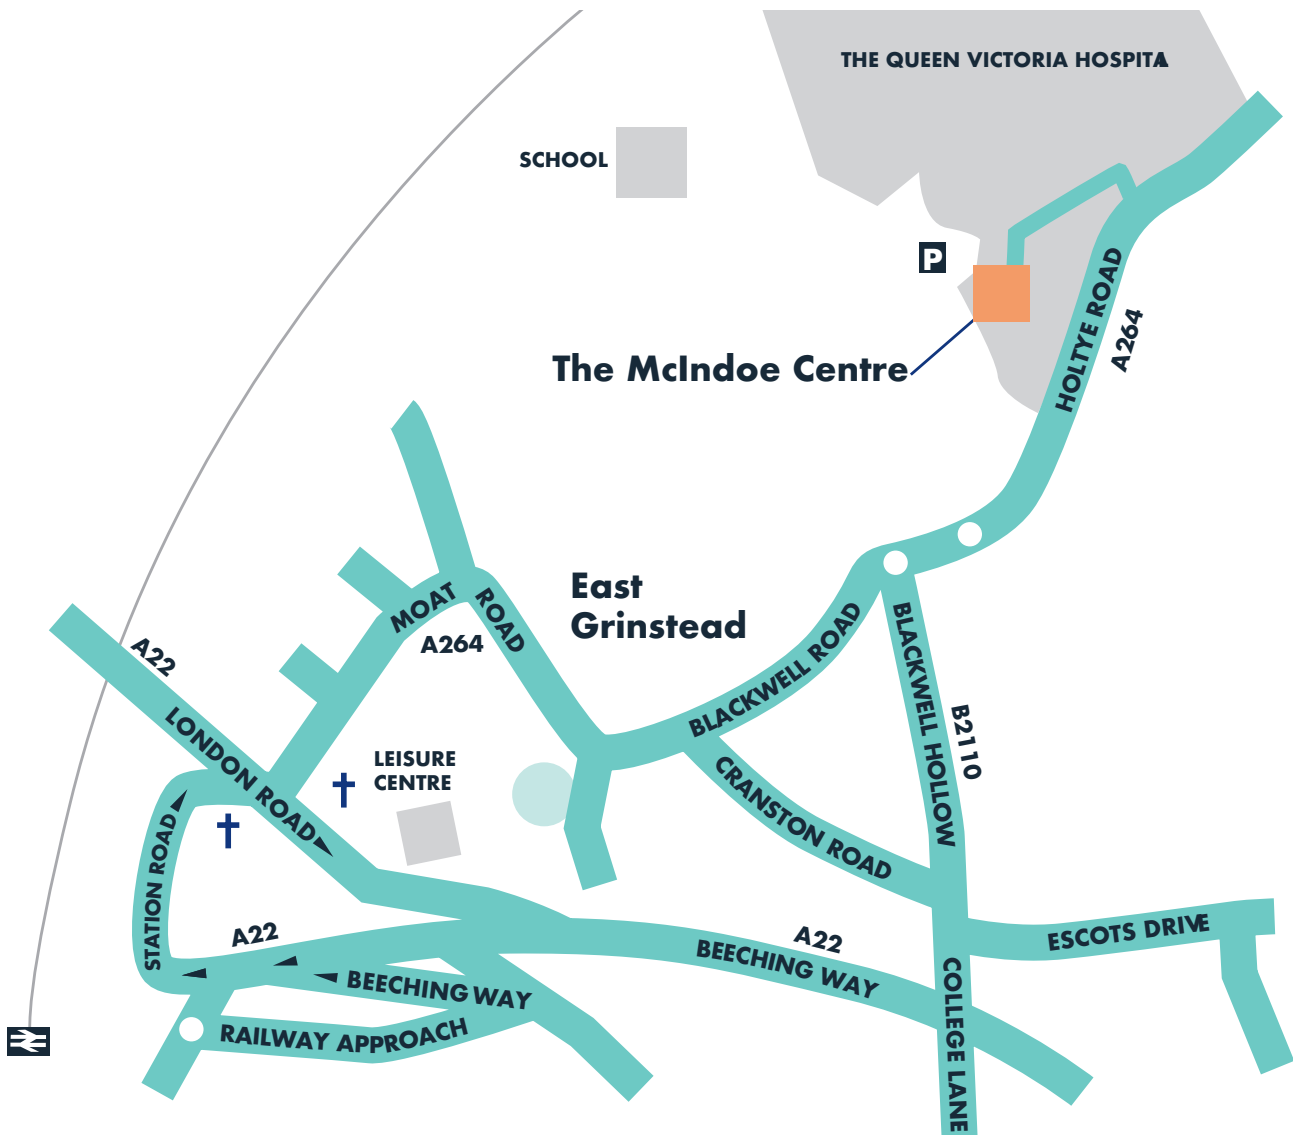 THE QUEEN VICTORIA HOSPITAL
SCHOOL
P
HOLTYE ROAD
A264
The McIndoe Centre
East
Grinstead
MOAT ROAD
A264
A22
LONDON ROAD
BLACKWELL ROAD
BLACKWELL HOLLOW
B2110
LEISURE
CENTRE
CRANSTON ROAD
STATION ROAD
A22
A22
BEECHING WAY
ESCOTS DRIVE
BEECHING WAY
RAILWAY APPROACH
COLLEGE LANE